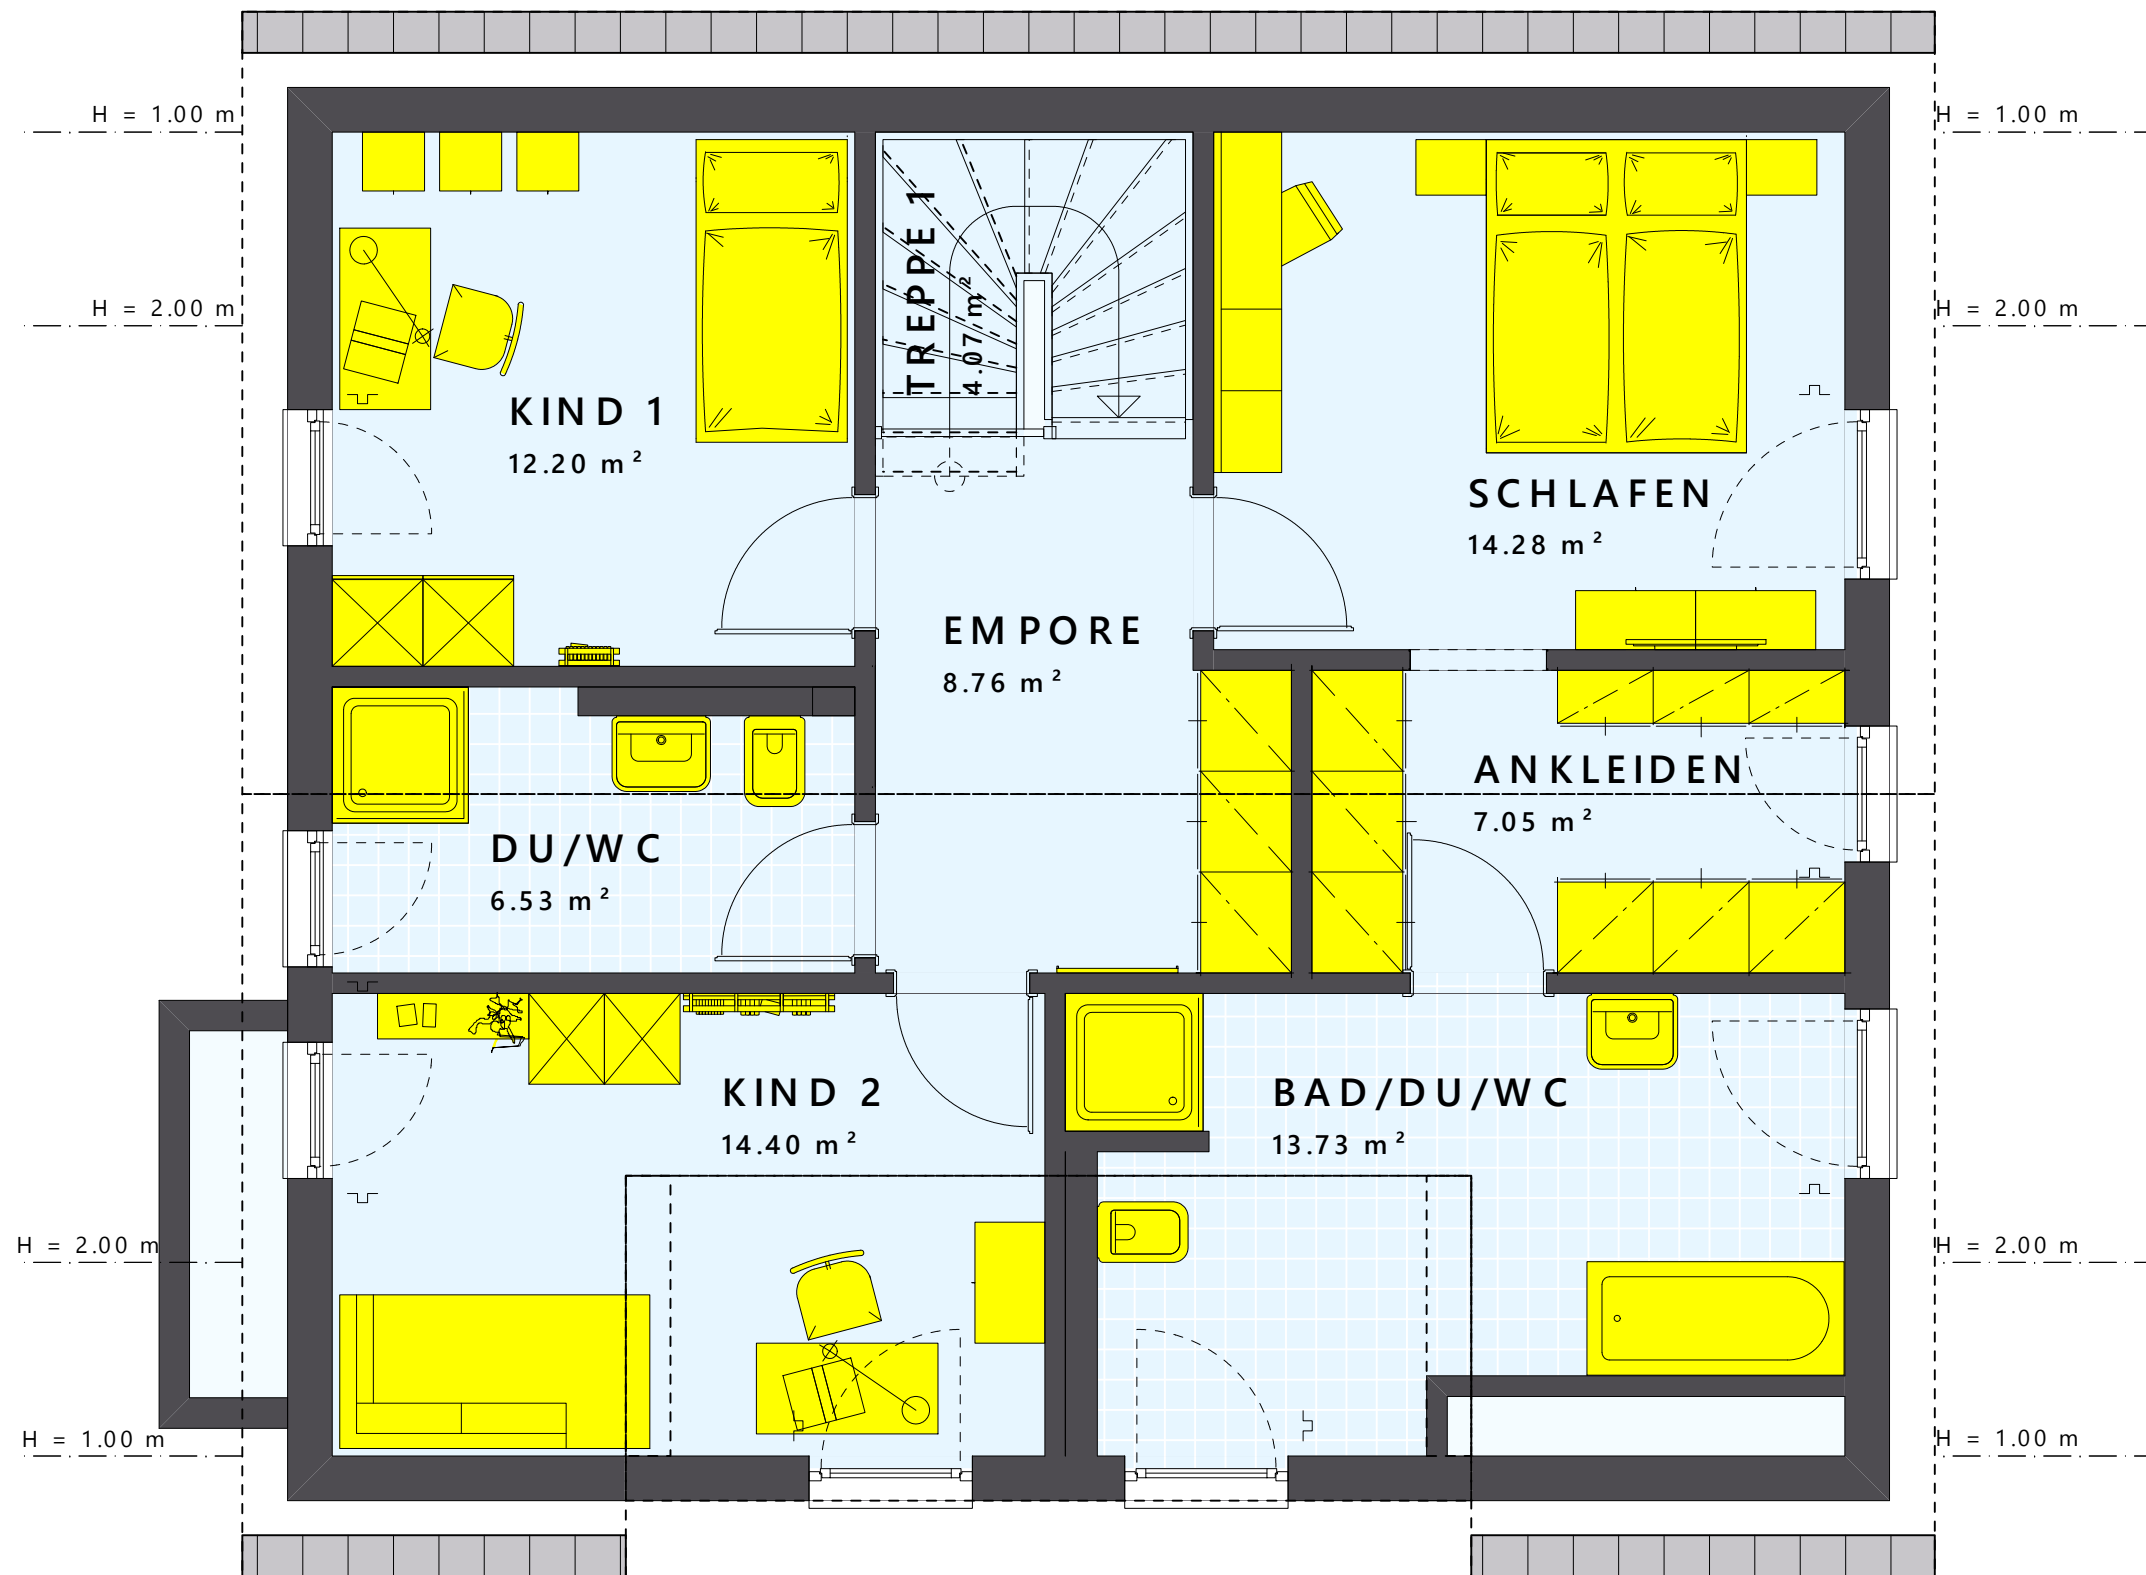 H = 1.00 m
H = 1.00 m
H = 2.00 m
H = 2.00 m
TREPPE 1
4.07 m²
KIND 1
12.20 m²
SCHLAFEN
14.28 m²
EMPORE
8.76 m²
ANKLEIDEN
7.05 m²
DU/WC
6.53 m²
KIND 2
14.40 m²
BAD/DU/WC
13.73 m²
H = 2.00 m
H = 2.00 m
H = 1.00 m
H = 1.00 m